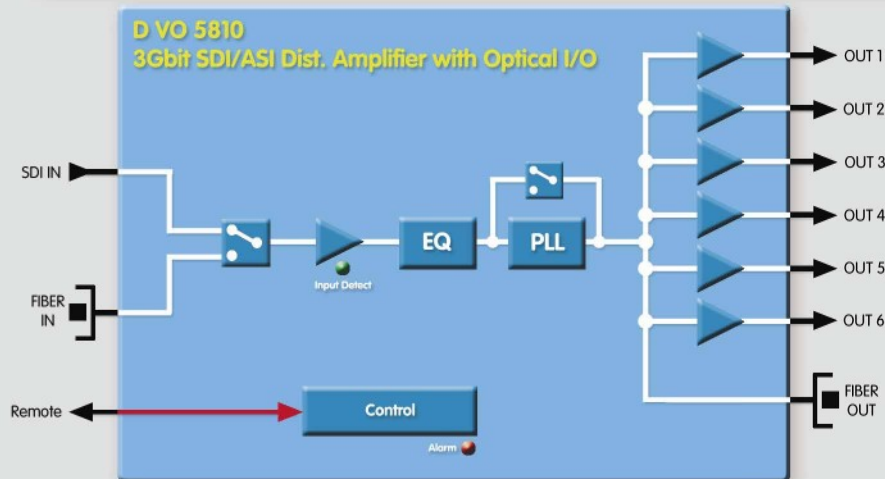 D VO 5810
3Gbit SDI/ASI Dist. Amplifier with Optical I/O
OUT 1
OUT 2
OUT 3
SDI IN
OUT 4
EQ
PLL
OUT 5
Input Detect
FIBER
IN
OUT 6
FIBER
OUT
Remote
Control
Alarm